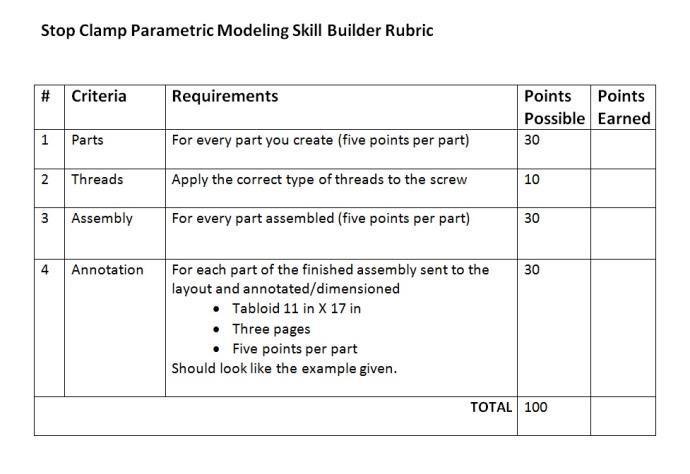 Stop Clamp Parametric Modeling Skill Builder Rubric
# Criteria Requirements Points Possible Points Earned
1 Parts For every part you create (five points per part) 30
2 Threads Apply the correct type of threads to the screw 10
3 Assembly For every part assembled (five points per part) 30
4 Annotation For each part of the finished assembly sent to the 30
layout and annotated/dimensioned
• Tabloid 11 in X 17 in
• Three pages
• Five points per part
Should look like the example given.
TOTAL 100